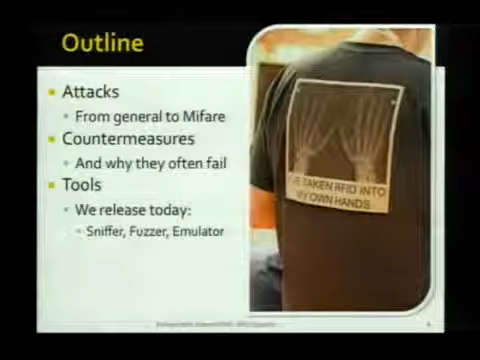 Outline
Attacks
From general to Mifare
Countermeasures
And why they often fail
Tools
We release today:
Sniffer, Fuzzer, Emulator
TAKEN RFID INTO
MY OWN HANDS